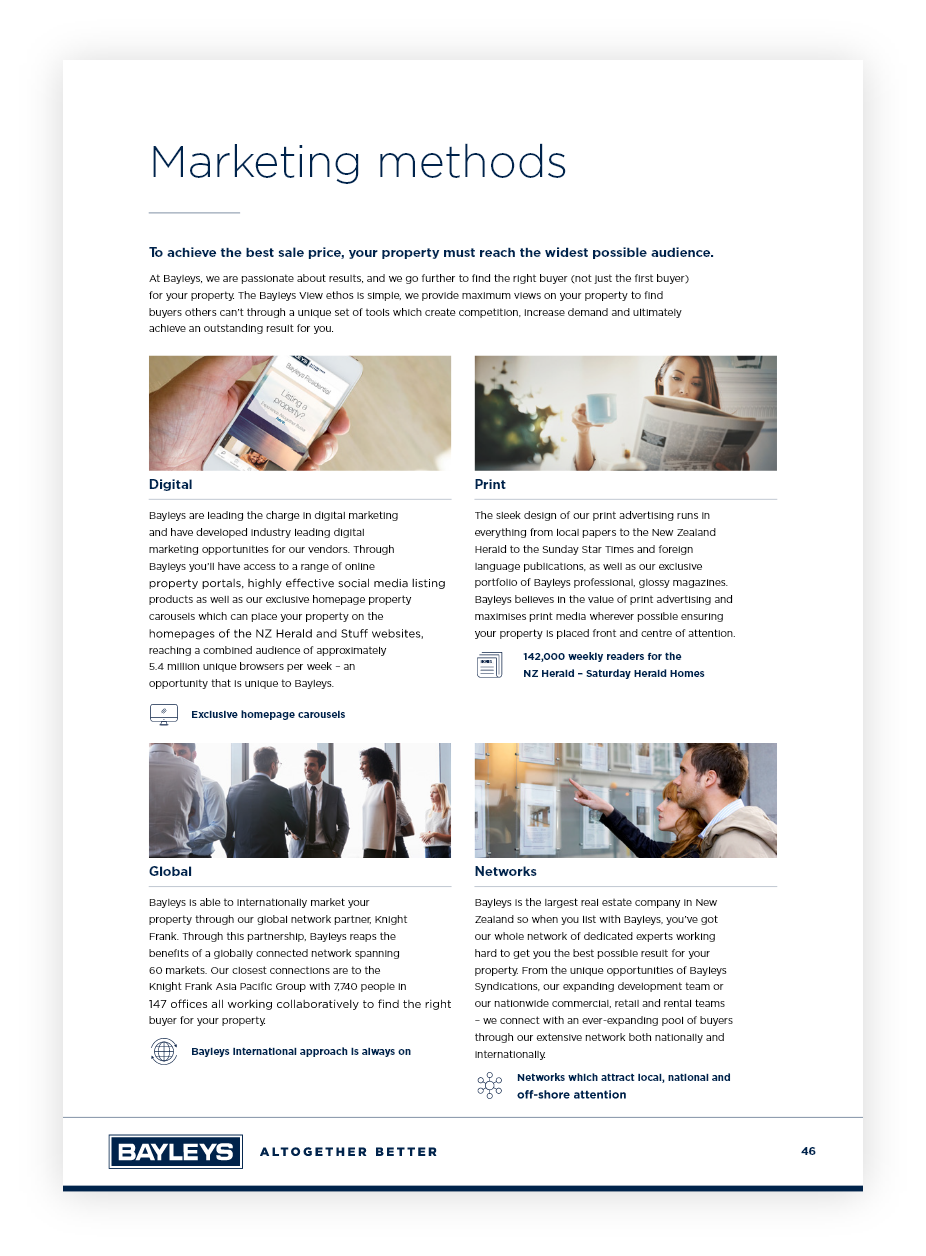 Marketing methods
To achieve the best sale price, your property must reach the widest possible audience.
At Bayleys, we are passionate about results, and we go further to find the right buyer (not just the first buyer)
for your property. The Bayleys View ethos is simple, we provide maximum views on your property to find
buyers others can't through a unique set of tools which create competition, increase demand and ultimately
achieve an outstanding result for you.
Bayleys Residential
Listing a
property?
Digital
Bayleys are leading the charge in digital marketing
and have developed industry leading digital
marketing opportunities for our vendors. Through
Bayleys you'll have access to a range of online
property portals, highly effective social media listing
products as well as our exclusive homepage property
carousels which can place your property on the
homepages of the NZ Herald and Stuff websites,
reaching a combined audience of approximately
5.4 million unique browsers per week – an
opportunity that is unique to Bayleys.
Exclusive homepage carousels
Print
The sleek design of our print advertising runs in
everything from local papers to the New Zealand
Herald to the Sunday Star Times and foreign
language publications, as well as our exclusive
portfolio of Bayleys professional, glossy magazines.
Bayleys believes in the value of print advertising and
maximises print media wherever possible ensuring
your property is placed front and centre of attention.
HOMES
142,000 weekly readers for the
NZ Herald – Saturday Herald Homes
Global
Bayleys is able to internationally market your
property through our global network partner, Knight
Frank. Through this partnership, Bayleys reaps the
benefits of a globally connected network spanning
60 markets. Our closest connections are to the
Knight Frank Asia Pacific Group with 7,740 people in
147 offices all working collaboratively to find the right
buyer for your property.
Bayleys International approach is always on
Networks
Bayleys is the largest real estate company in New
Zealand so when you list with Bayleys, you've got
our whole network of dedicated experts working
hard to get you the best possible result for your
property. From the unique opportunities of Bayleys
Syndications, our expanding development team or
our nationwide commercial, retail and rental teams
– we connect with an ever-expanding pool of buyers
through our extensive network both nationally and
internationally.
Networks which attract local, national and
off-shore attention
BAYLEYS
ALTOGETHER BETTER
46